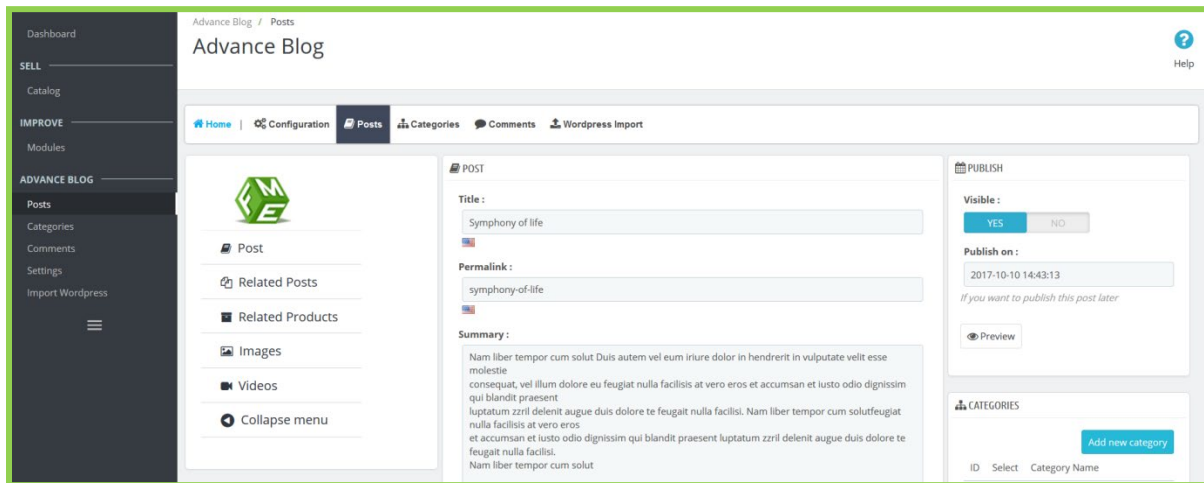 Dashboard
SELL
Catalog
IMPROVE
Modules
ADVANCE BLOG
Posts
Categories
Comments
Settings
Import Wordpress
Advance Blog / Posts
Advance Blog
Help
Home | Configuration Posts Categories Comments Wordpress Import
FME
Post
Related Posts
Related Products
Images
Videos
Collapse menu
POST
Title :
Symphony of life
Permalink :
symphony-of-life
Summary :
Nam liber tempor cum solut Duis autem vel eum iriure dolor in hendrerit in vulputate velit esse
molestie
consequat, vel illum dolore eu feugiat nulla facilisis at vero eros et accumsan et iusto odio dignissim
qui blandit praesent
luptatum zzril delenit augue duis dolore te feugait nulla facilisi. Nam liber tempor cum solutfeugiat
nulla facilisis at vero eros
et accumsan et iusto odio dignissim qui blandit praesent luptatum zzril delenit augue duis dolore te
feugait nulla facilisi.
Nam liber tempor cum solut
PUBLISH
Visible :
YES NO
Publish on :
2017-10-10 14:43:13
If you want to publish this post later
Preview
CATEGORIES
Add new category
ID Select Category Name